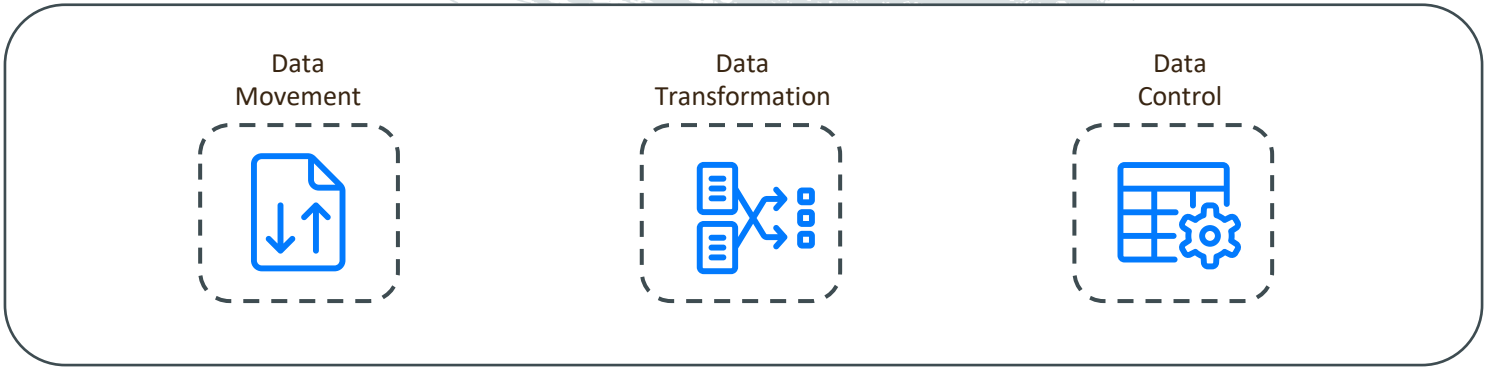 Data
Movement
Data
Transformation
Data
Control